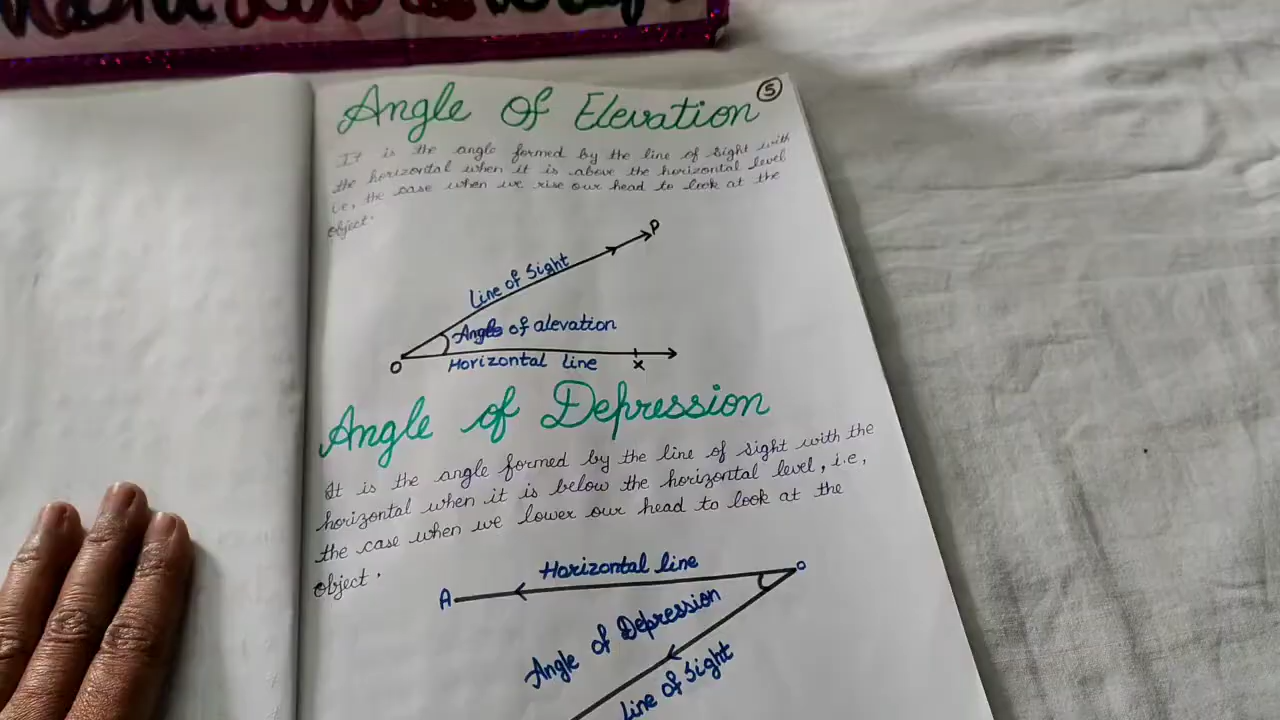 Angle Of Elevation
5
It is the angle formed by the line of sight with
the horizontal when it is above the horizontal level
i.e, the case when we rise our head to look at the
object.
P
Line of Sight
Angle of alevation
O
Horizontal line
x
Angle of Depression
It is the angle formed by the line of sight with the
horizontal when it is below the horizontal level, i.e,
the case when we lower our head to look at the
object.
Horizontal line
O
A
Angle of Depression
Line of Sight